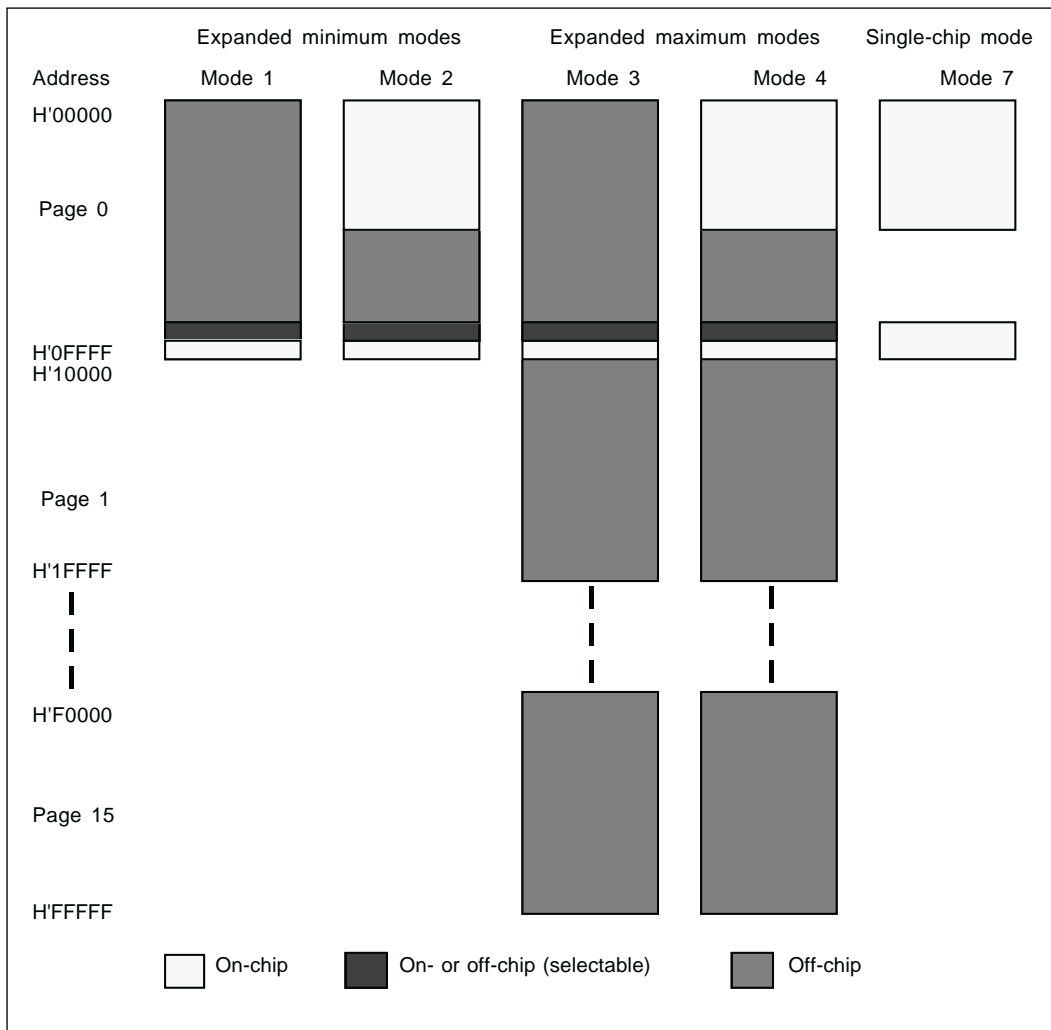 Expanded minimum modes Expanded maximum modes Single-chip mode
Address Mode 1 Mode 2 Mode 3 Mode 4 Mode 7
H'00000
Page 0
H'0FFFF
H'10000
Page 1
H'1FFFF
H'F0000
Page 15
H'FFFFF
On-chip On- or off-chip (selectable) Off-chip